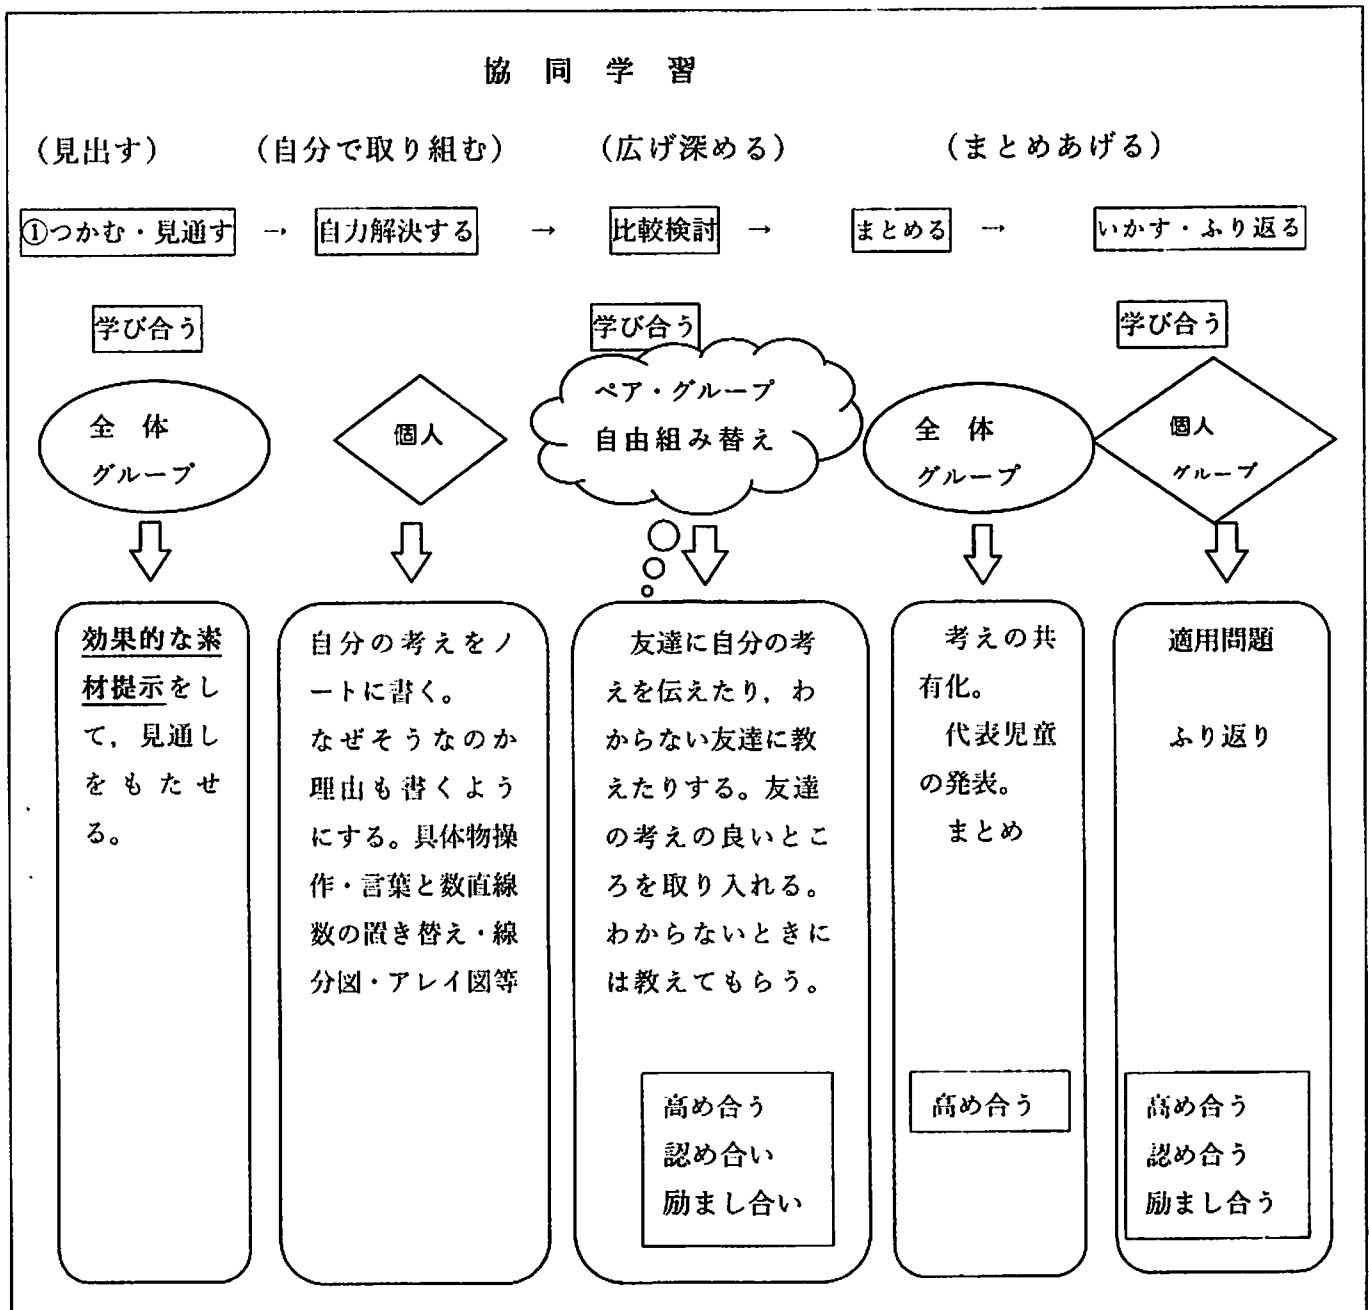 協同学習
(見出す) (自分で取り組む) (広げ深める) (まとめあげる)
①つかむ・見通す → 自力解決する → 比較検討 → まとめる → いかす・ふり返る
学び合う
学び合う
学び合う
全体
グループ
個人
ペア・グループ
自由組み替え
全体
グループ
個人
グループ
効果的な素
材提示をし
て,見通し
をもたせ
る。
自分の考えをノ
ートに書く。
なぜそうなのか
理由も書くよう
にする。具体物操
作・言葉と数直線
数の置き替え・線
分図・アレイ図等
友達に自分の考
えを伝えたり,わ
からない友達に教
えたりする。友達
の考えの良いとこ
ろを取り入れる。
わからないときに
は教えてもらう。
高め合う
認め合い
励まし合い
考えの共
有化。
代表児童
の発表。
まとめ
高め合う
適用問題
ふり返り
高め合う
認め合う
励まし合う